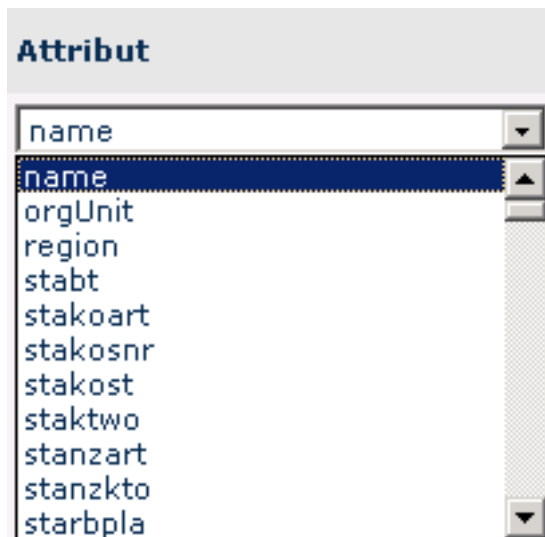 Attribut
name
name
orgUnit
region
stabt
stakoart
stakosnr
stakost
staktwo
stanzart
stanzkto
starbpla